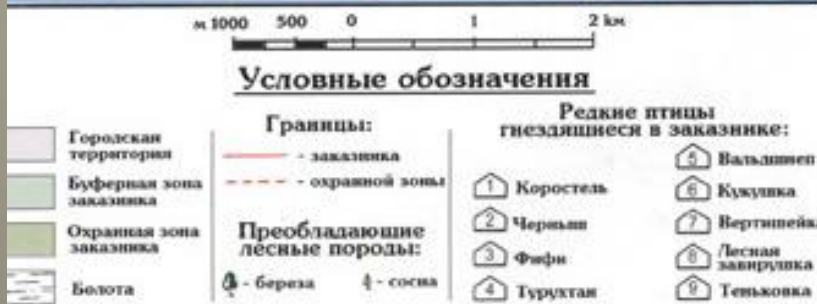 м 1000 500 0 1 2 км
Условные обозначения
Городская
территория
Буферная зона
заказника
Охранная зона
заказника
Болота
Границы:
- заказника
- охранной зоны
Преобладающие
лесные породы:
- береза - сосна
Редкие птицы
гнездящиеся в заказнике:
1 Коростель
2 Черныш
3 Фифи
4 Турухтан
5 Вальдшнеп
6 Кукушка
7 Вертишейка
8 Лесная
завирушка
9 Теньковка